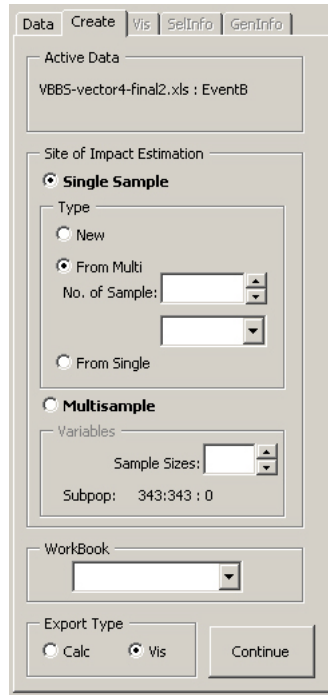 Data Create Vis SelInfo GenInfo
Active Data
VBBS-vector4-final2.xls : EventB
Site of Impact Estimation
Single Sample
Type
New
From Multi
No. of Sample:
From Single
Multisample
Variables
Sample Sizes:
Subpop: 343:343 : 0
WorkBook
Export Type
Calc Vis Continue